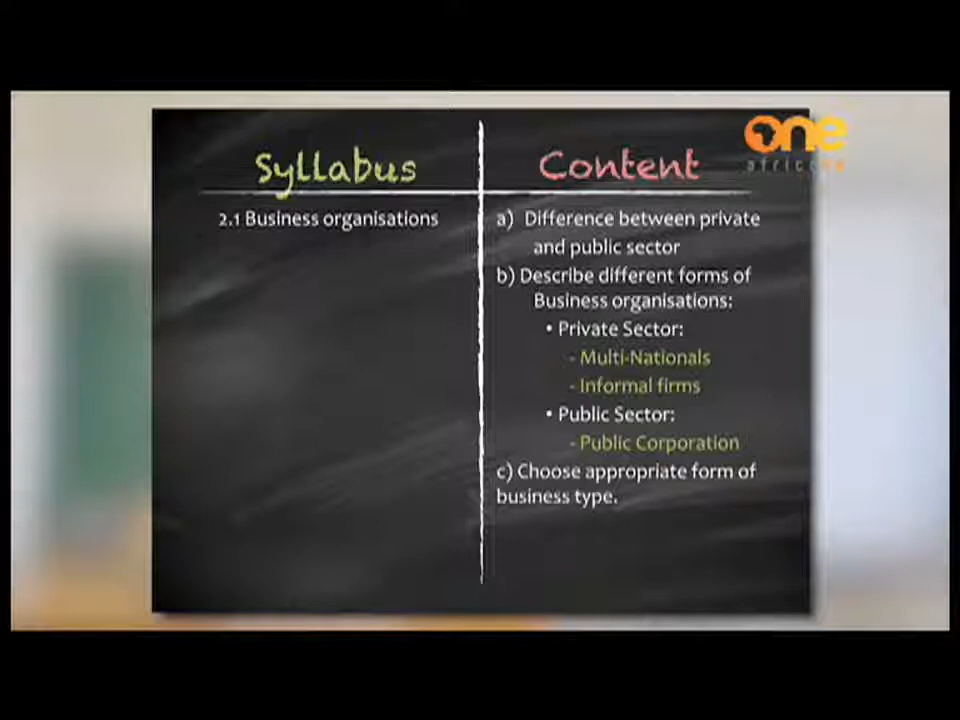 one
Syllabus
Content
2.1 Business organisations
a) Difference between private
and public sector
b) Describe different forms of
Business organisations:
• Private Sector:
- Multi-Nationals
- Informal firms
• Public Sector:
- Public Corporation
c) Choose appropriate form of
business type.